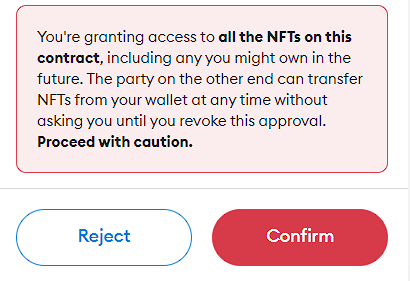 You're granting access to all the NFTs on this
contract, including any you might own in the
future. The party on the other end can transfer
NFTs from your wallet at any time without
asking you until you revoke this approval.
Proceed with caution.
Reject
Confirm